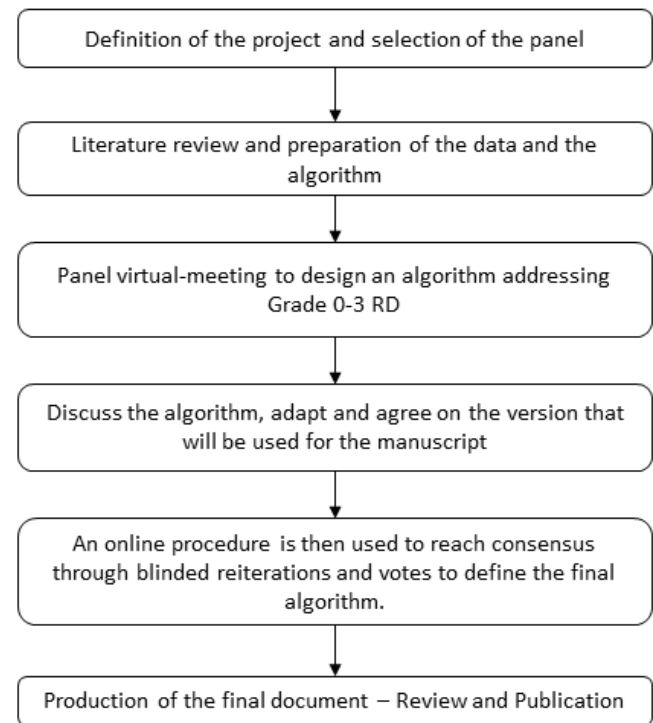 Definition of the project and selection of the panel
Literature review and preparation of the data and the
algorithm
Panel virtual-meeting to design an algorithm addressing
Grade 0-3 RD
Discuss the algorithm, adapt and agree on the version that
will be used for the manuscript
An online procedure is then used to reach consensus
through blinded reiterations and votes to define the final
algorithm.
Production of the final document – Review and Publication